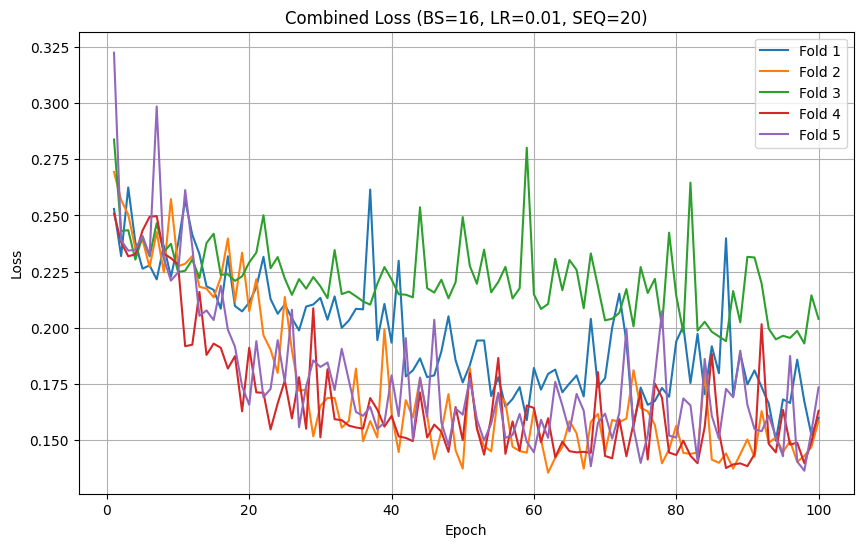 Combined Loss (BS=16, LR=0.01, SEQ=20)
Loss
0.325
0.300
0.275
0.250
0.225
0.200
0.175
0.150
Fold 1
Fold 2
Fold 3
Fold 4
Fold 5
0
20
40
60
80
100
Epoch